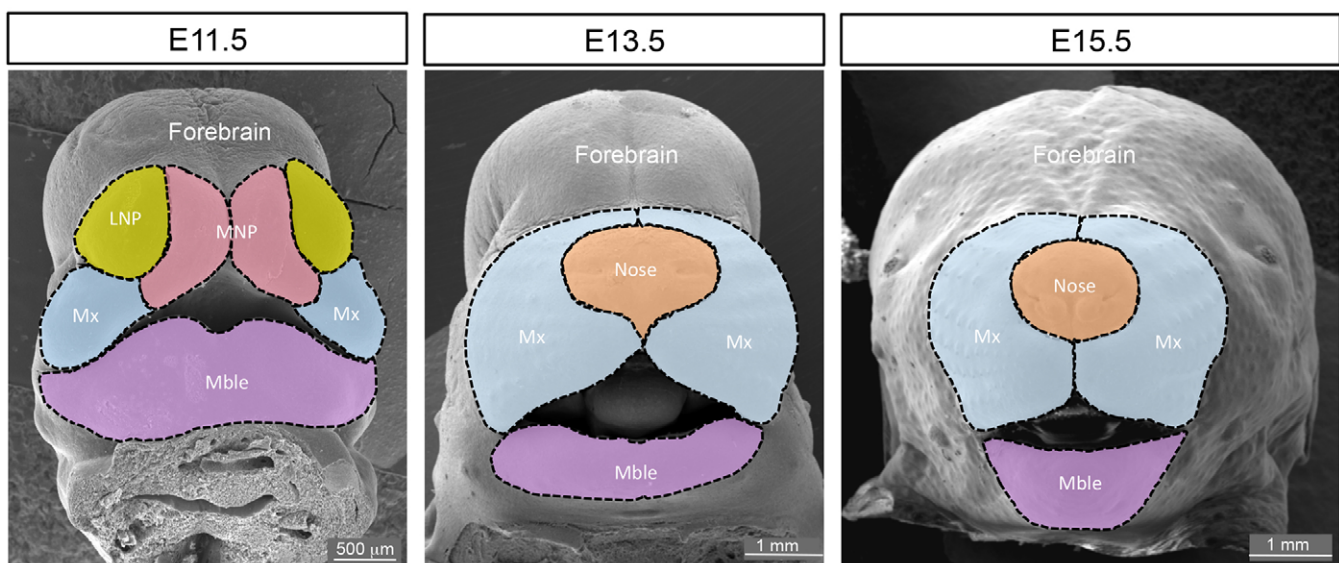 E11.5
E13.5
E15.5
Forebrain
LNP
MNP
Mx
Mx
Mble
500 μm
Forebrain
Nose
Mx
Mx
Mble
1 mm
Forebrain
Nose
Mx
Mx
Mble
1 mm